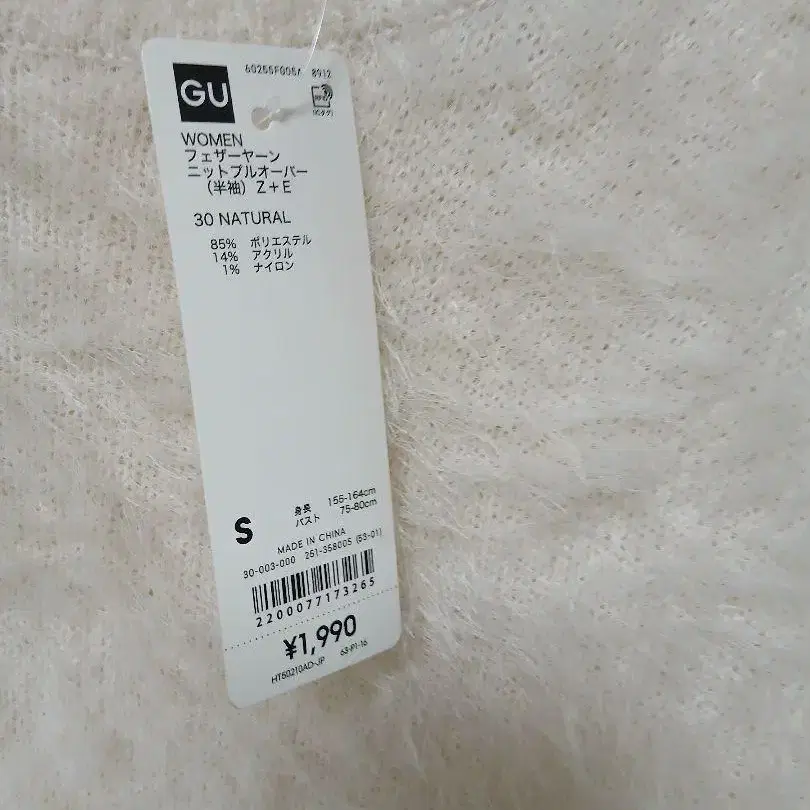 GU
60255F005A 8912
WOMEN
フェザーヤーン
ニットプルオーバー
(半袖) Z+E
30 NATURAL
85% ポリエステル
14% アクリル
1% ナイロン
S
身長 155-164cm
バスト 75-80cm
MADE IN CHINA
30-003-000 251-358005 (53-01)
2200077173265
¥1,990
HT60210AD-JP 63-P1-16